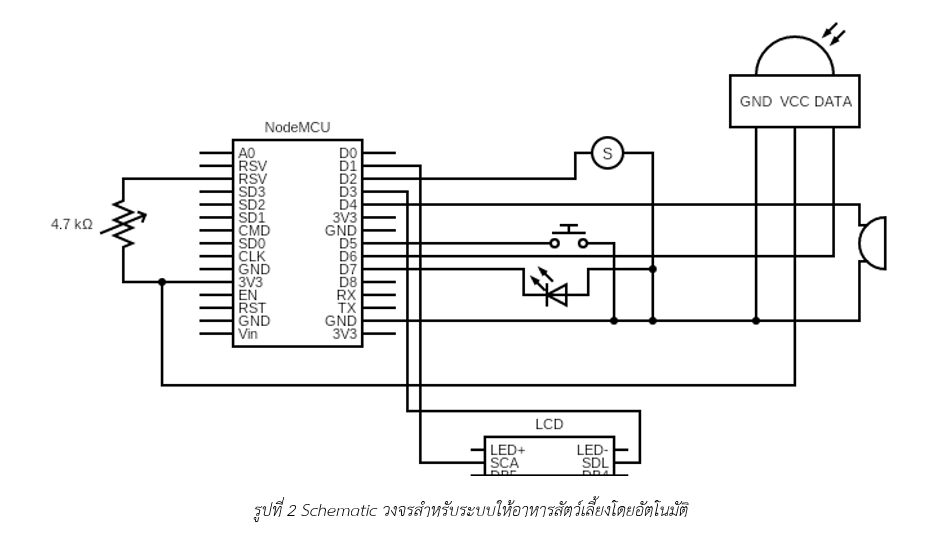 GND VCC DATA
NodeMCU
A0 D0
RSV D1
RSV D2
SD3 D3
SD2 D4
SD1 3V3
CMD GND
SD0 D5
CLK D6
GND D7
3V3 D8
EN RX
RST TX
GND GND
Vin 3V3
S
4.7 kΩ
LCD
LED+ LED-
SCA SDL
รูปที่ 2 Schematic วงจรสำหรับระบบให้อาหารสัตว์เลี้ยงโดยอัตโนมัติ